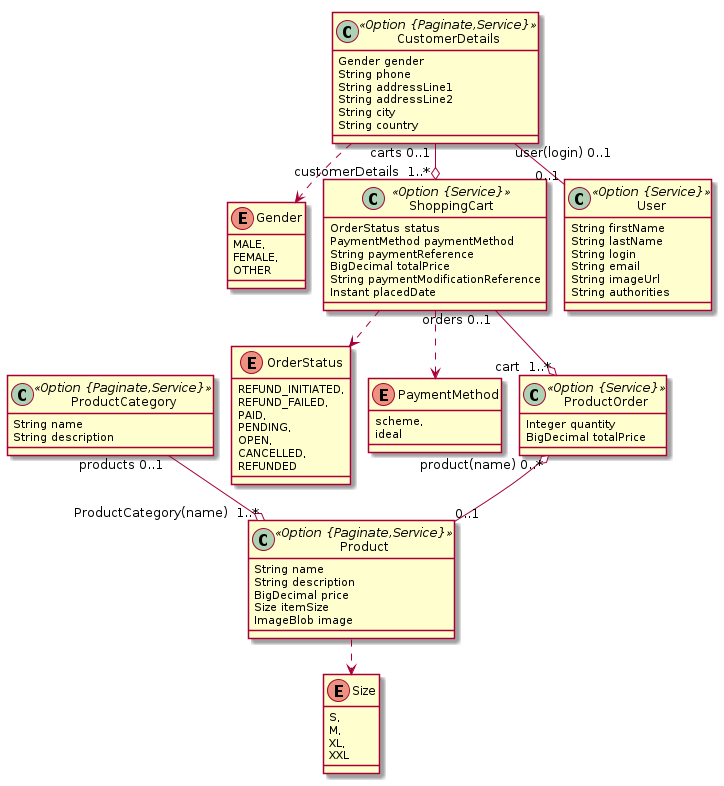 C «Option {Paginate,Service}»
CustomerDetails
Gender gender
String phone
String addressLine1
String addressLine2
String city
String country
carts 0..1
user(login) 0..1
customerDetails 1..*
0..1
E Gender
MALE,
FEMALE,
OTHER
C «Option {Service}»
ShoppingCart
OrderStatus status
PaymentMethod paymentMethod
String paymentReference
BigDecimal totalPrice
String paymentModificationReference
Instant placedDate
C «Option {Paginate,Service}»
User
String firstName
String lastName
String login
String email
String imageUrl
String authorities
orders 0..1
cart 1..*
E OrderStatus
REFUND_INITIATED,
REFUND_FAILED,
PAID,
PENDING,
OPEN,
CANCELLED,
REFUNDED
C «Option {Paginate,Service}»
ProductCategory
String name
String description
E PaymentMethod
scheme,
ideal
C «Option {Service}»
ProductOrder
Integer quantity
BigDecimal totalPrice
products 0..1
product(name) 0..*
ProductCategory(name) 1..*
0..1
C «Option {Paginate,Service}»
Product
String name
String description
BigDecimal price
Size itemSize
ImageBlob image
E Size
S,
M,
XL,
XXL